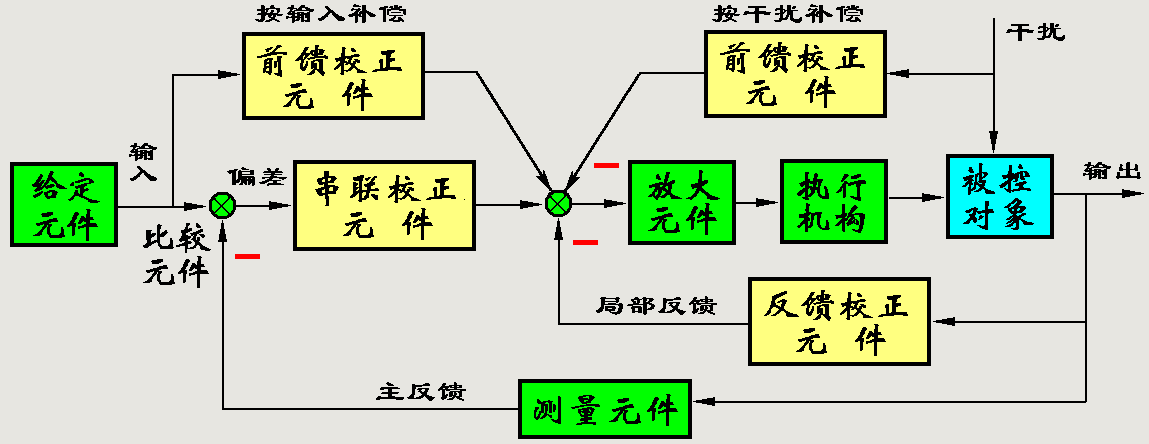 按输入补偿
按干扰补偿
干扰
前馈校正
元 件
前馈校正
元 件
输
入
给定
元件
偏差
串联校正
元 件
放大
元件
执行
机构
被控
对象
输出
比较
元件
局部反馈
反馈校正
元 件
主反馈
测量元件